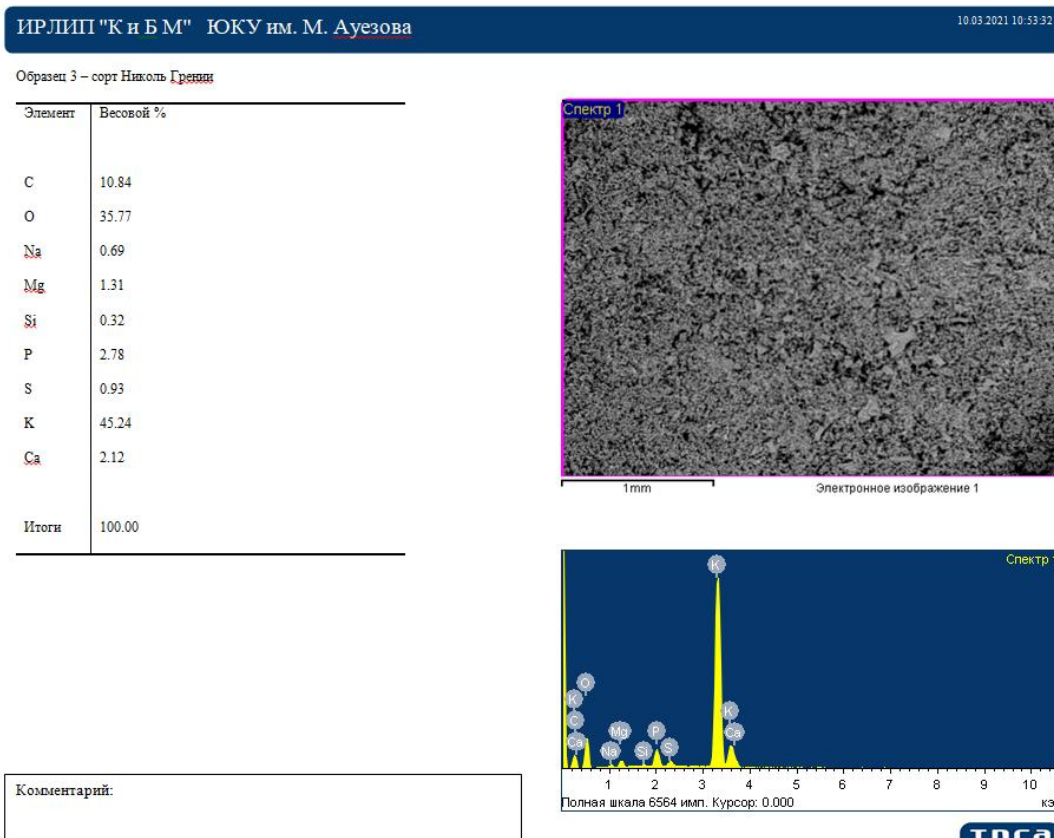 ИРЛИП "К и Б М" ЮКУ им. М. Ауезова
10.03.2021 10:53:32
Образец 3 – сорт Николь Грении
Элемент Весовой %
C 10.84
O 35.77
Na 0.69
Mg 1.31
Si 0.32
P 2.78
S 0.93
K 45.24
Ca 2.12
Итоги 100.00
Спектр 1
1mm
Электронное изображение 1
Спектр 1
K
O
K
C
Ca
Na
Mg
Si
P
S
K
Ca
1 2 3 4 5 6 7 8 9 10
Полная шкала 6564 имп. Курсор: 0.000
Комментарий: